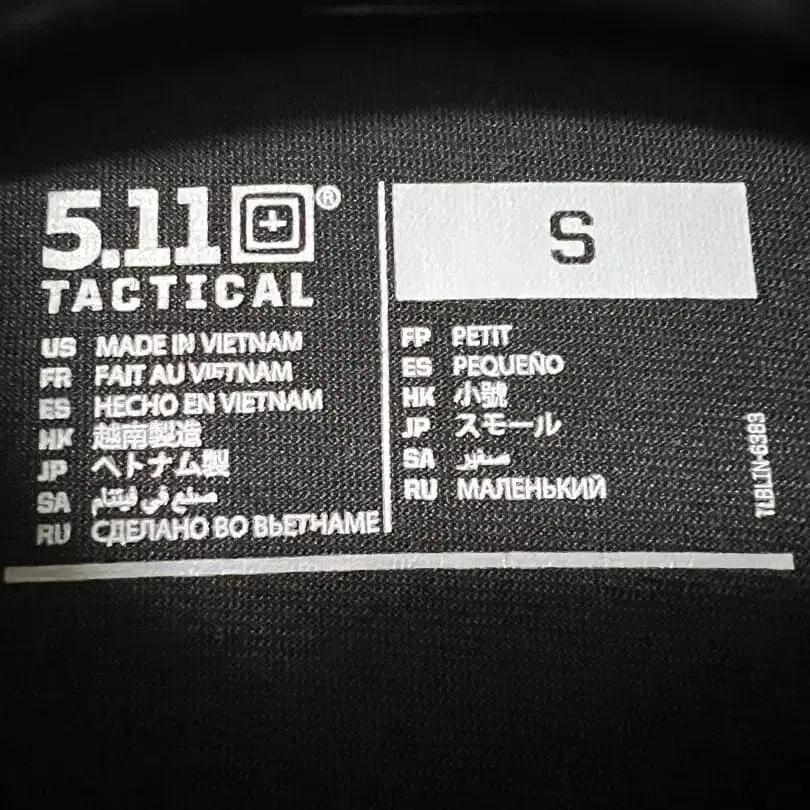 5.11®
TACTICAL
US MADE IN VIETNAM
FR FAIT AU VIETNAM
ES HECHO EN VIETNAM
HK 越南製造
JP ヘトナム製
SA صنع في فيتنام
RU СДЕЛАНО ВО ВЬЕТНАМЕ
S
FP PETIT
ES PEQUEÑO
HK 小號
JP スモール
SA صغير
RU МАЛЕНЬКИЙ
TLBLTN-6383